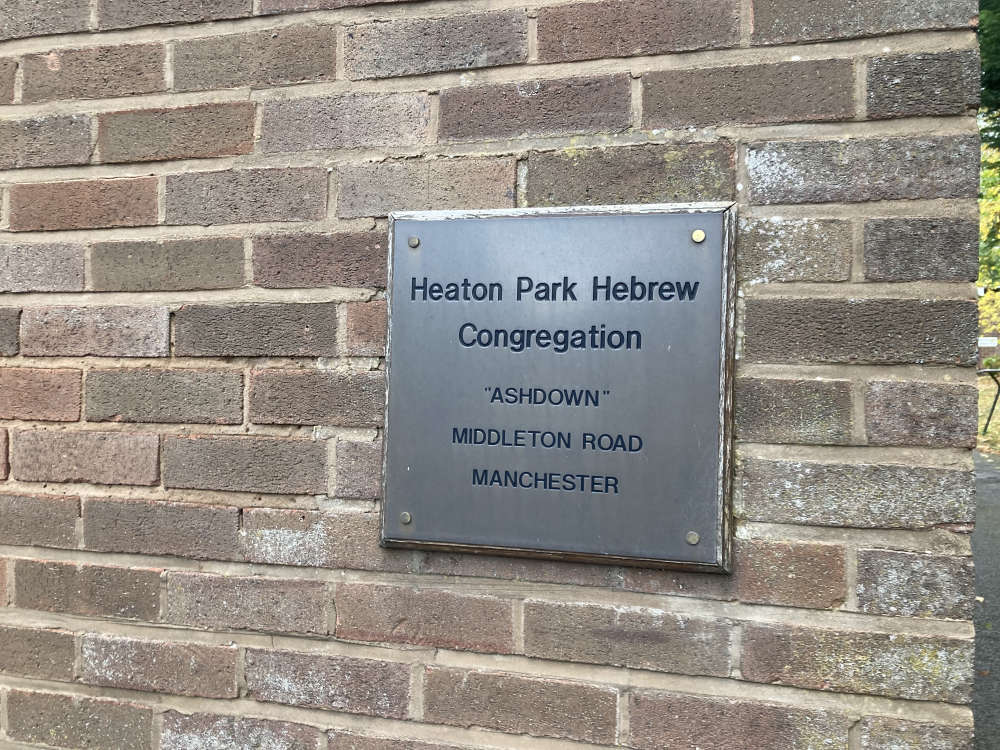 Heaton Park Hebrew
Congregation
"ASHDOWN"
MIDDLETON ROAD
MANCHESTER